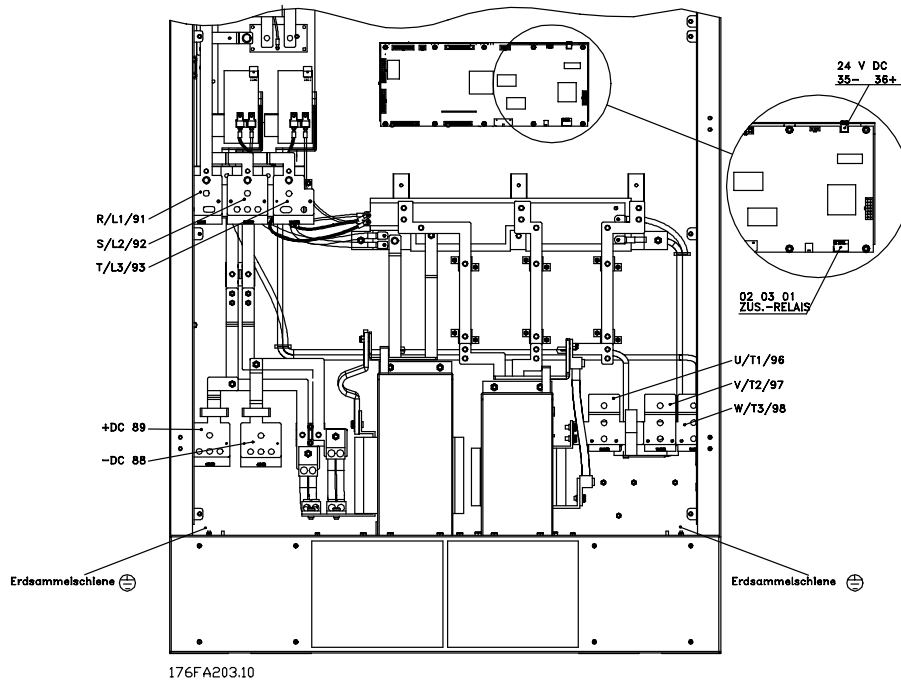 24 V DC
35- 36+
R/L1/91
S/L2/92
T/L3/93
02 03 01
ZUS.-RELAIS
U/T1/96
V/T2/97
W/T3/98
+DC 89
-DC 88
Erdsammelschiene
Erdsammelschiene
176FA203.10